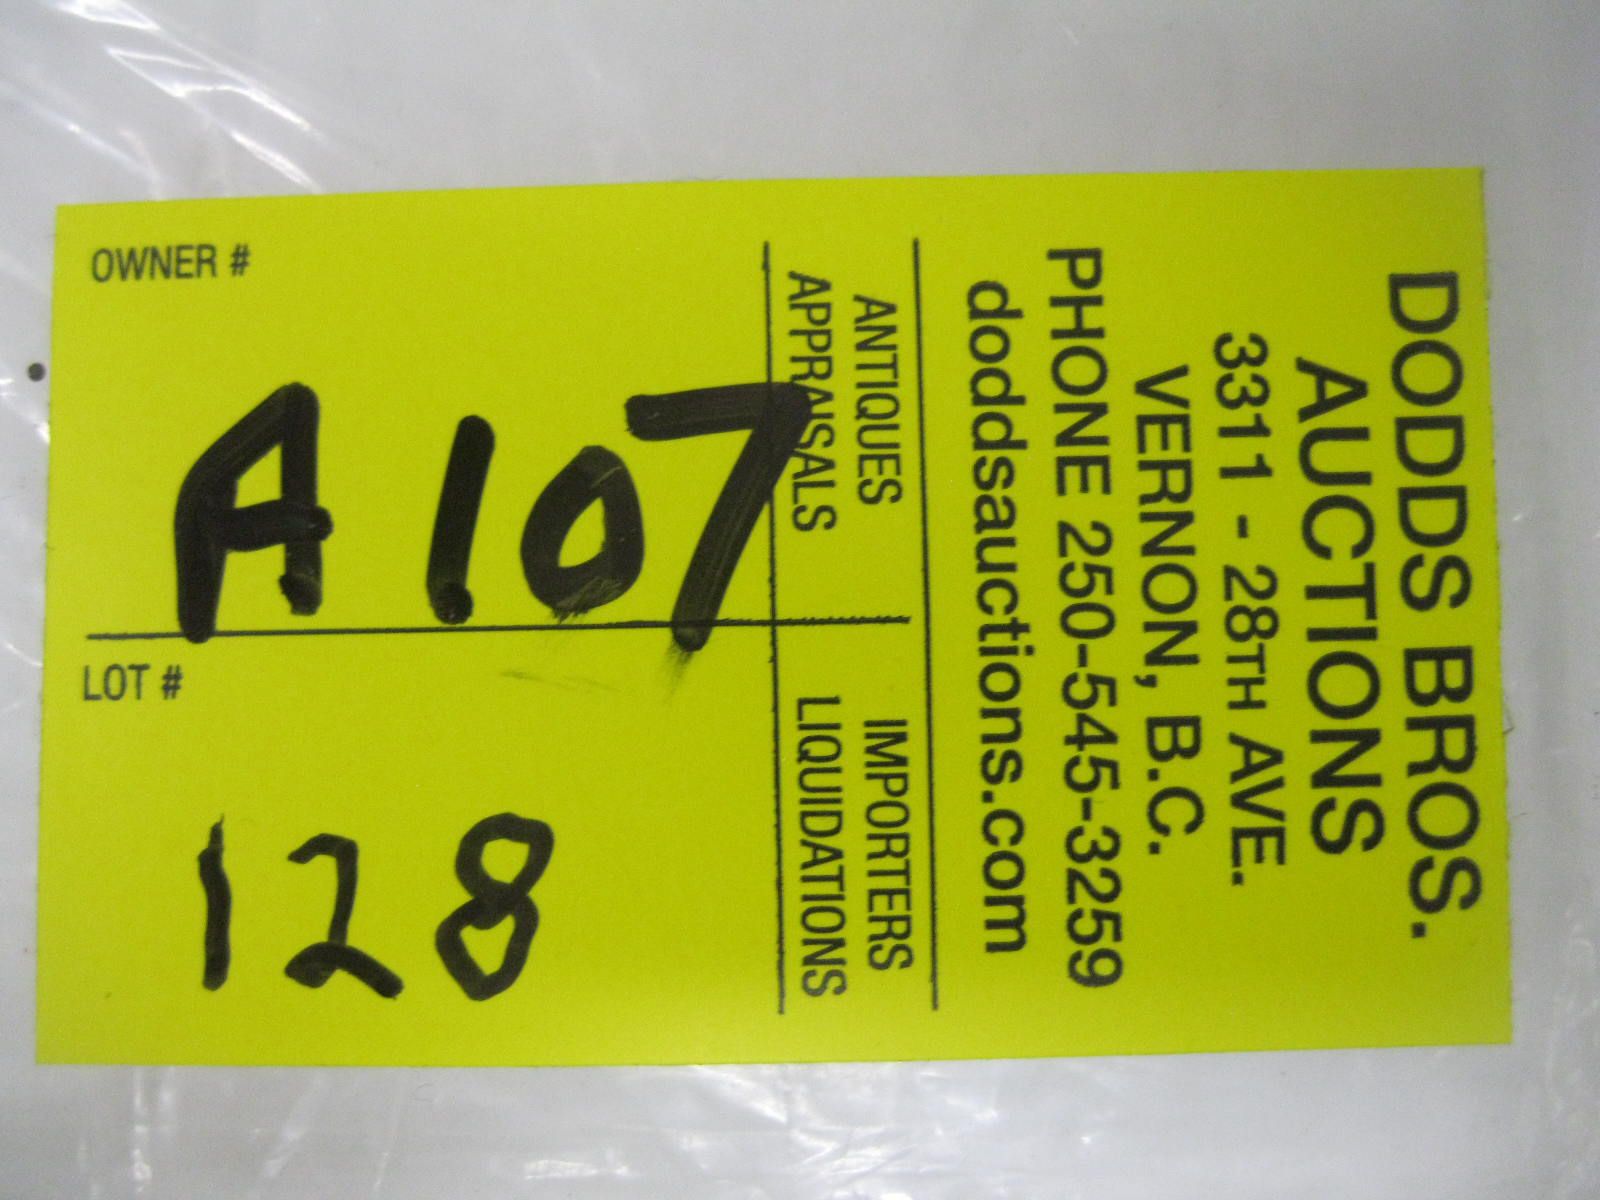 DODDS BROS.
AUCTIONS
3311 - 28TH AVE.
VERNON, B.C.
PHONE 250-545-3259
doddsauctions.com
ANTIQUES IMPORTERS
APPRAISALS LIQUIDATIONS
OWNER #
A107
LOT #
128